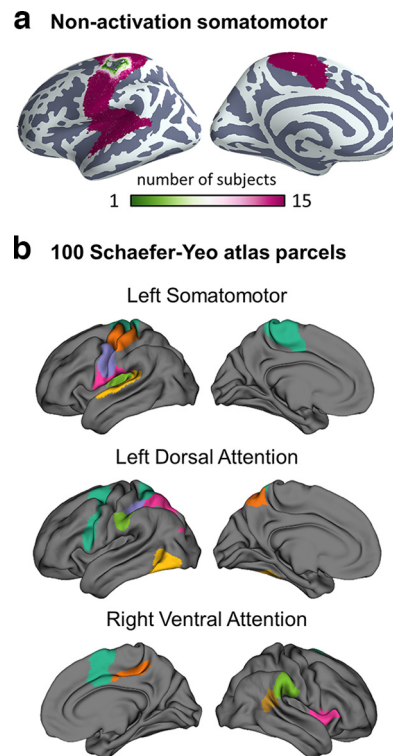 a Non-activation somatomotor
number of subjects
1 15
b 100 Schaefer-Yeo atlas parcels
Left Somatomotor
Left Dorsal Attention
Right Ventral Attention